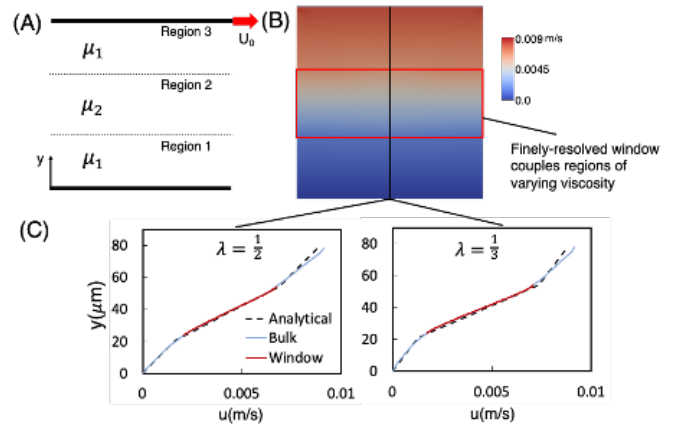 (A)
Region 3
U₀
μ₁
Region 2
μ₂
Region 1
y
μ₁
(B)
0.009 m/s
0.0045
0.0
Finely-resolved window
couples regions of
varying viscosity
(C)
y(μm)
80
60
40
20
0
λ = 1/2
Analytical
Bulk
Window
0
0.005
0.01
u(m/s)
80
60
40
20
0
λ = 1/3
0
0.005
0.01
u(m/s)